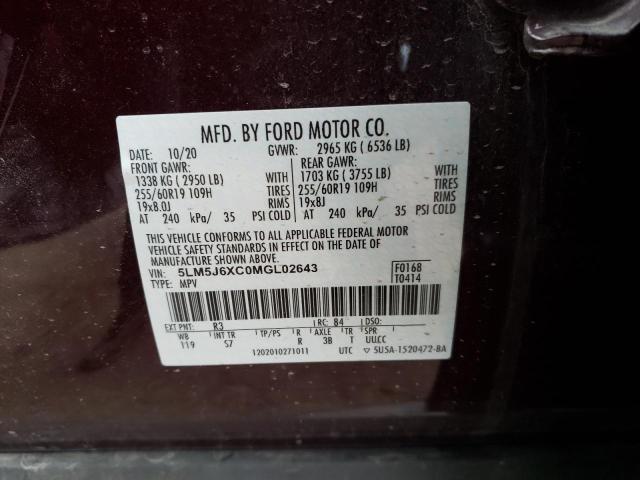 MFD. BY FORD MOTOR CO.
10/20 GVWR: 2965 KG ( 6536 LB)
FRONT GAWR: REAR GAWR:
1338 KG ( 2950 LB) WITH 1703 KG ( 3755 LB) WITH
255/60R19 109H TIRES 255/60R19 109H TIRES
19x8.0J RIMS 19x8J RIMS
AT 240 kPa/ 35 PSI COLD AT 240 kPa/ 35 PSI COLD
THIS VEHICLE CONFORMS TO ALL APPLICABLE FEDERAL MOTOR
VEHICLE SAFETY STANDARDS IN EFFECT ON THE DATE OF
MANUFACTURE SHOWN ABOVE.
VIN: 5LM5J6XC0MGL02643 F0168
TYPE: MPV T0414
EXT PNT: R3 RC: 84 DSO:
WB INT TR TP/PS R AXLE TR SPR
119 S7 R 3B T UUCC
1202010271011 UTC ▽ 5U5A-1520472-BA